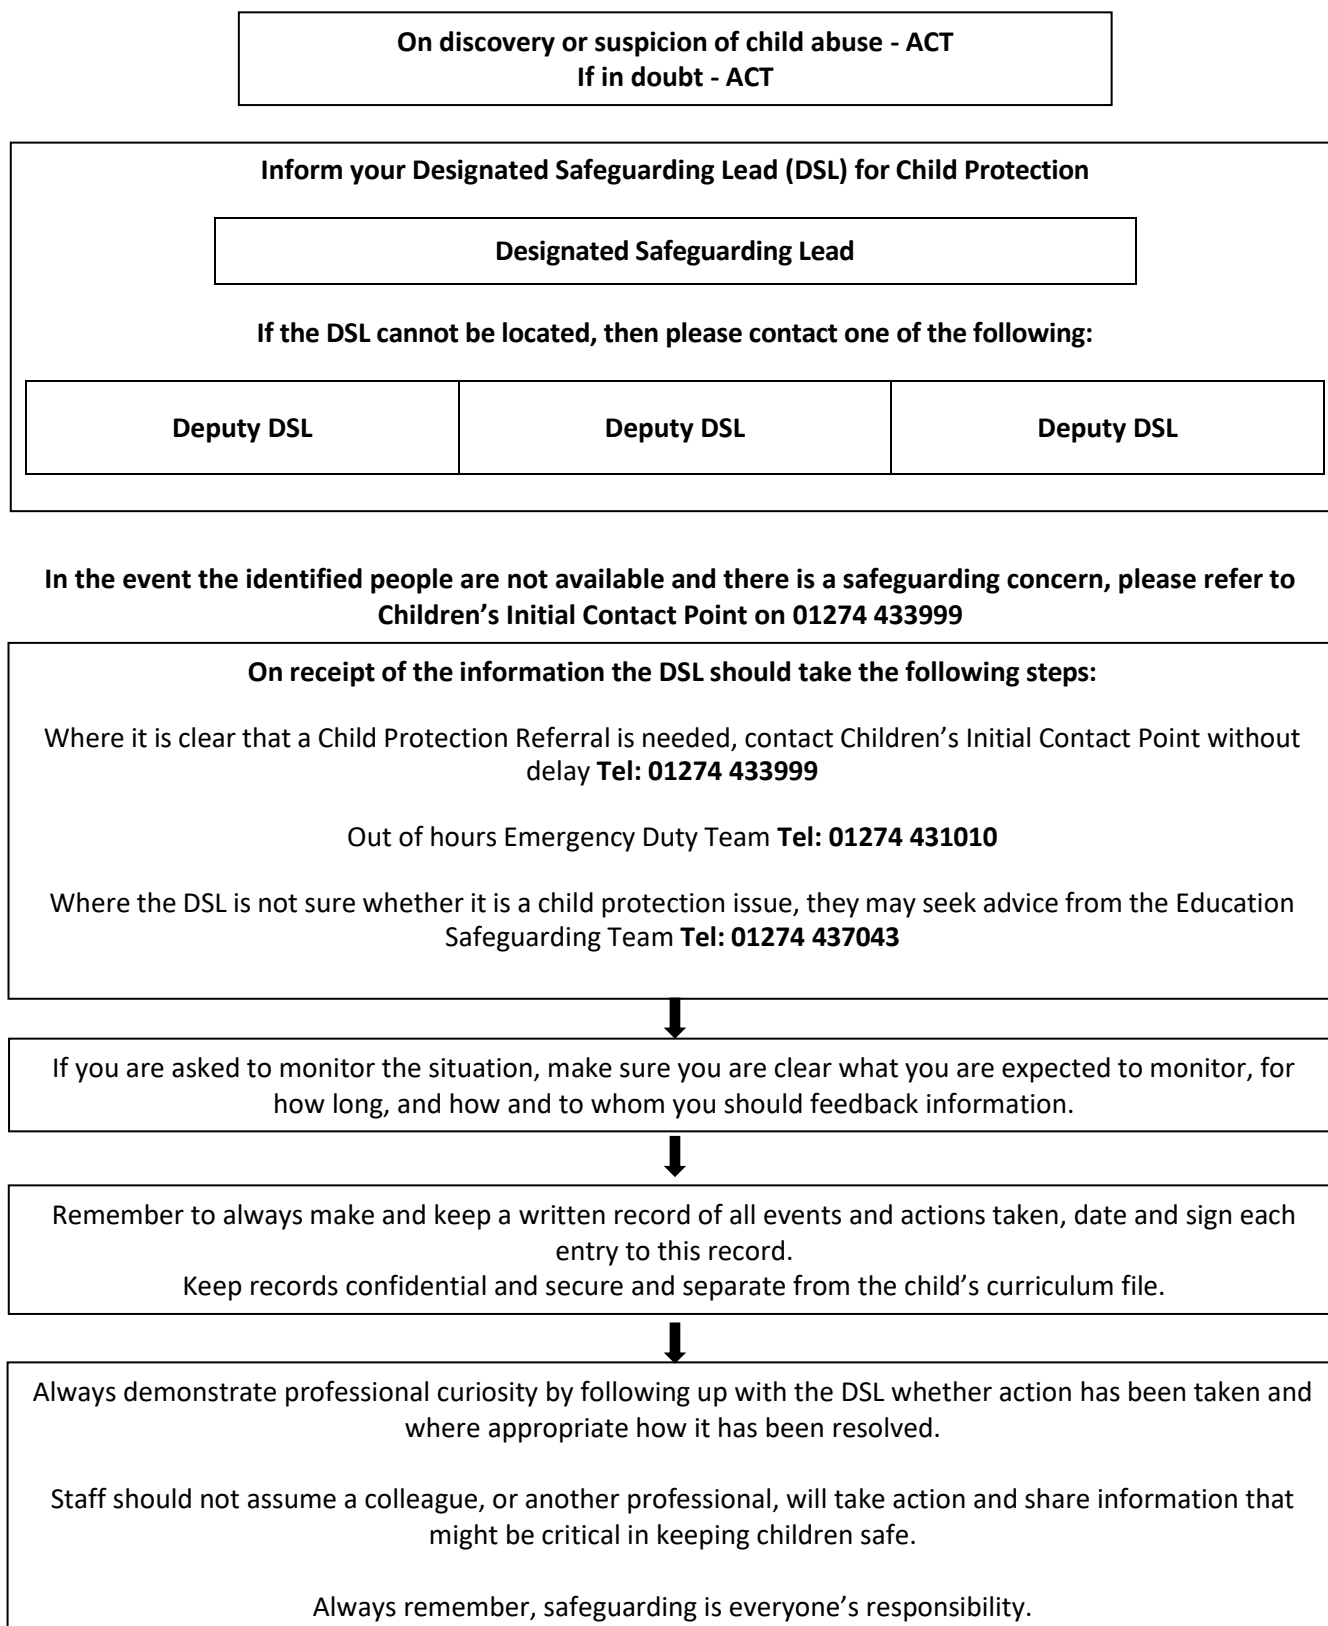 On discovery or suspicion of child abuse - ACT
If in doubt - ACT
Inform your Designated Safeguarding Lead (DSL) for Child Protection
Designated Safeguarding Lead
If the DSL cannot be located, then please contact one of the following:
Deputy DSL Deputy DSL Deputy DSL
In the event the identified people are not available and there is a safeguarding concern, please refer to
Children’s Initial Contact Point on 01274 433999
On receipt of the information the DSL should take the following steps:
Where it is clear that a Child Protection Referral is needed, contact Children’s Initial Contact Point without
delay Tel: 01274 433999
Out of hours Emergency Duty Team Tel: 01274 431010
Where the DSL is not sure whether it is a child protection issue, they may seek advice from the Education
Safeguarding Team Tel: 01274 437043
If you are asked to monitor the situation, make sure you are clear what you are expected to monitor, for
how long, and how and to whom you should feedback information.
Remember to always make and keep a written record of all events and actions taken, date and sign each
entry to this record.
Keep records confidential and secure and separate from the child’s curriculum file.
Always demonstrate professional curiosity by following up with the DSL whether action has been taken and
where appropriate how it has been resolved.
Staff should not assume a colleague, or another professional, will take action and share information that
might be critical in keeping children safe.
Always remember, safeguarding is everyone’s responsibility.